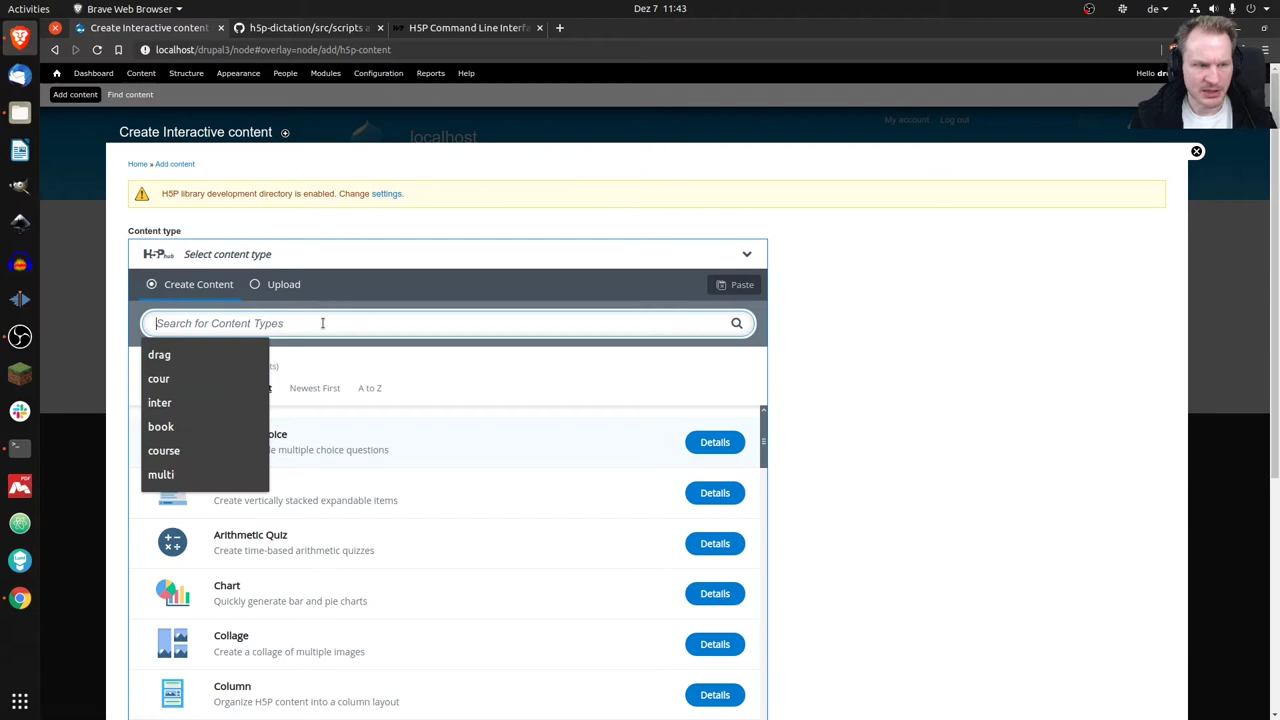 Activities
Web Browser
Dez 7 11:43
Create Interactive content
h5p-dictation/src/scripts a
H5P Command Line Interfa
localhost/drupal3/node#overlay=node/add/h5p-content
Dashboard Content Structure Appearance People Modules Configuration Reports Help
Hello
Add content Find content
My account Log out
Create Interactive content
localhost
Home » Add content
H5P library development directory is enabled. Change settings.
Content type
H5P hub Select content type
Create Content Upload Paste
Search for Content Types
drag
cour
inter
book
course
multi
Newest First A to Z
oice
le multiple choice questions
Details
Create vertically stacked expandable items
Details
Arithmetic Quiz
Create time-based arithmetic quizzes
Details
Chart
Quickly generate bar and pie charts
Details
Collage
Create a collage of multiple images
Details
Column
Organize H5P content into a column layout
Details